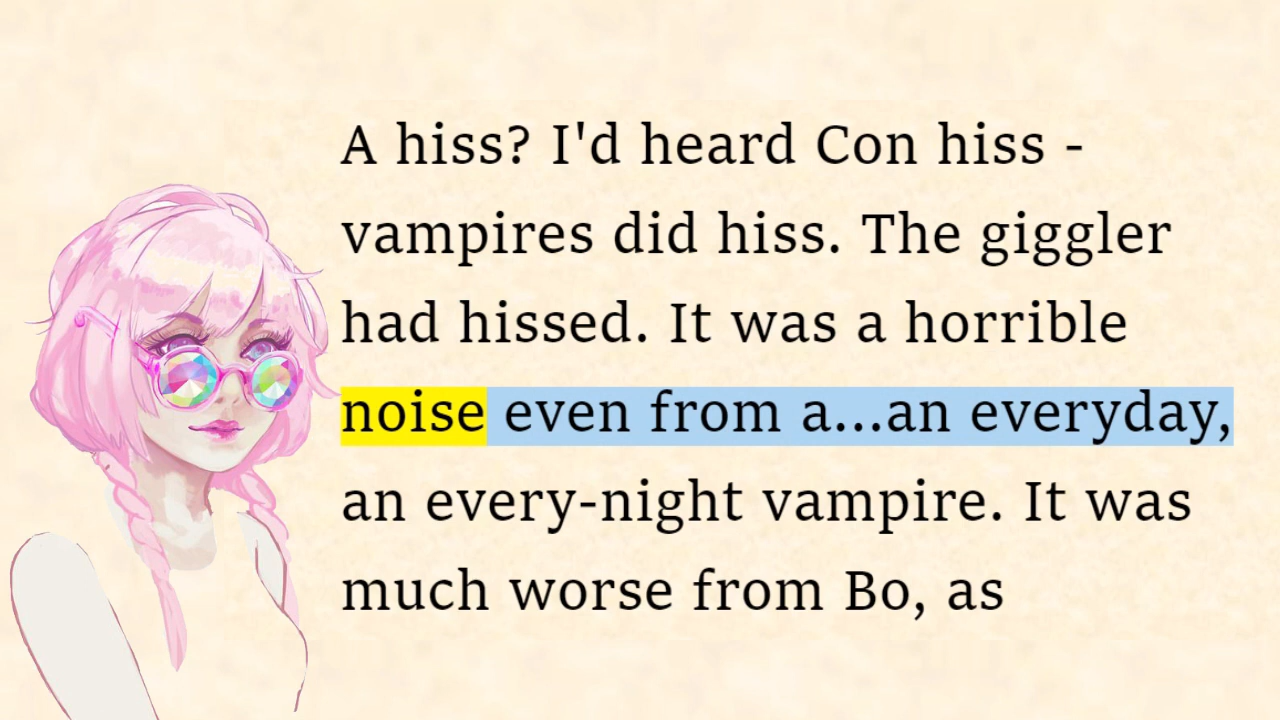 A hiss? I'd heard Con hiss -
vampires did hiss. The giggler
had hissed. It was a horrible
noise even from a...an everyday,
an every-night vampire. It was
much worse from Bo, as